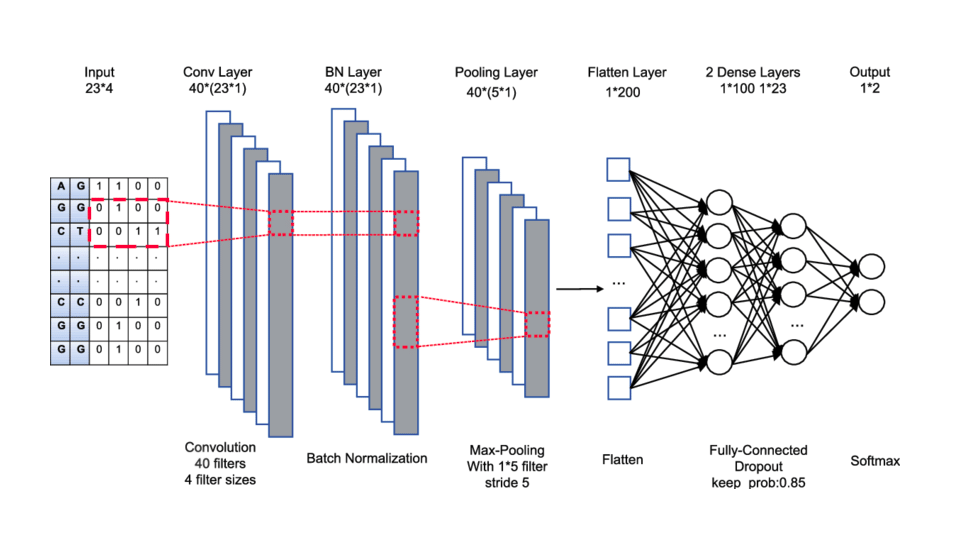 Input
23*4
Conv Layer
40*(23*1)
BN Layer
40*(23*1)
Pooling Layer
40*(5*1)
Flatten Layer
1*200
2 Dense Layers
1*100 1*23
Output
1*2
A G 1 1 0 0
G G 0 1 0 0
C T 0 0 1 1
. . . . . .
. . . . . .
C C 0 0 1 0
G G 0 1 0 0
G G 0 1 0 0
...
...
...
Convolution
40 filters
4 filter sizes
Batch Normalization
Max-Pooling
With 1*5 filter
stride 5
Flatten
Fully-Connected
Dropout
keep_prob:0.85
Softmax